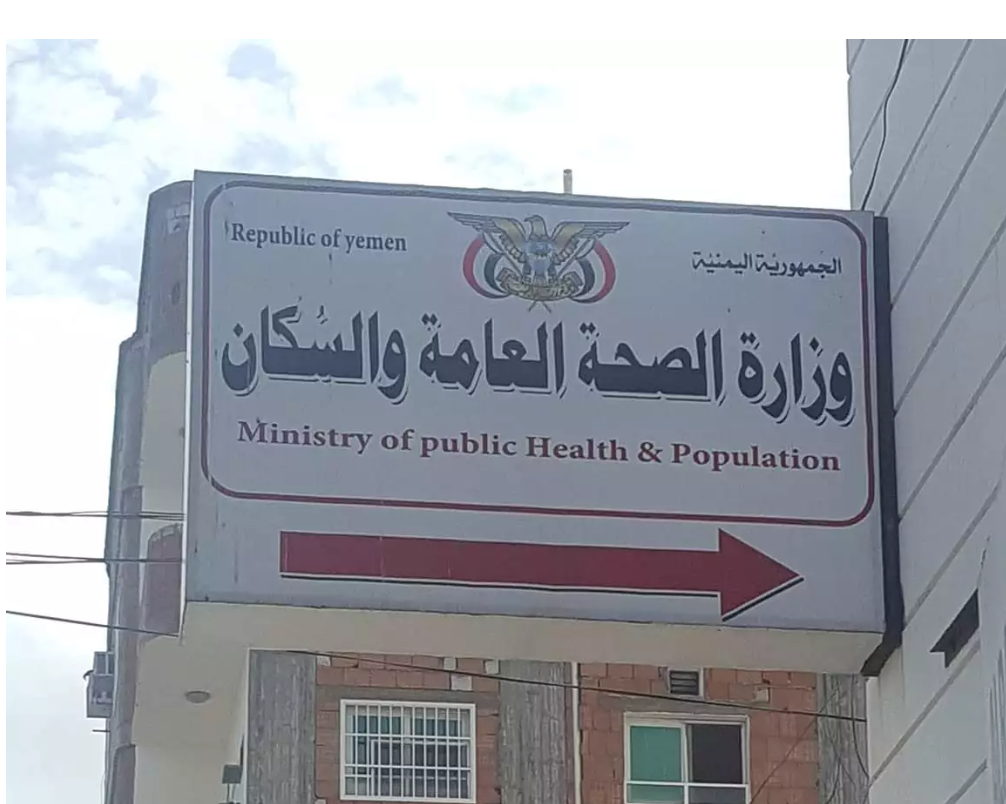 Republic of yemen
الجمهورية اليمنية
وزارة الصحة العامة والسكان
Ministry of public Health & Population